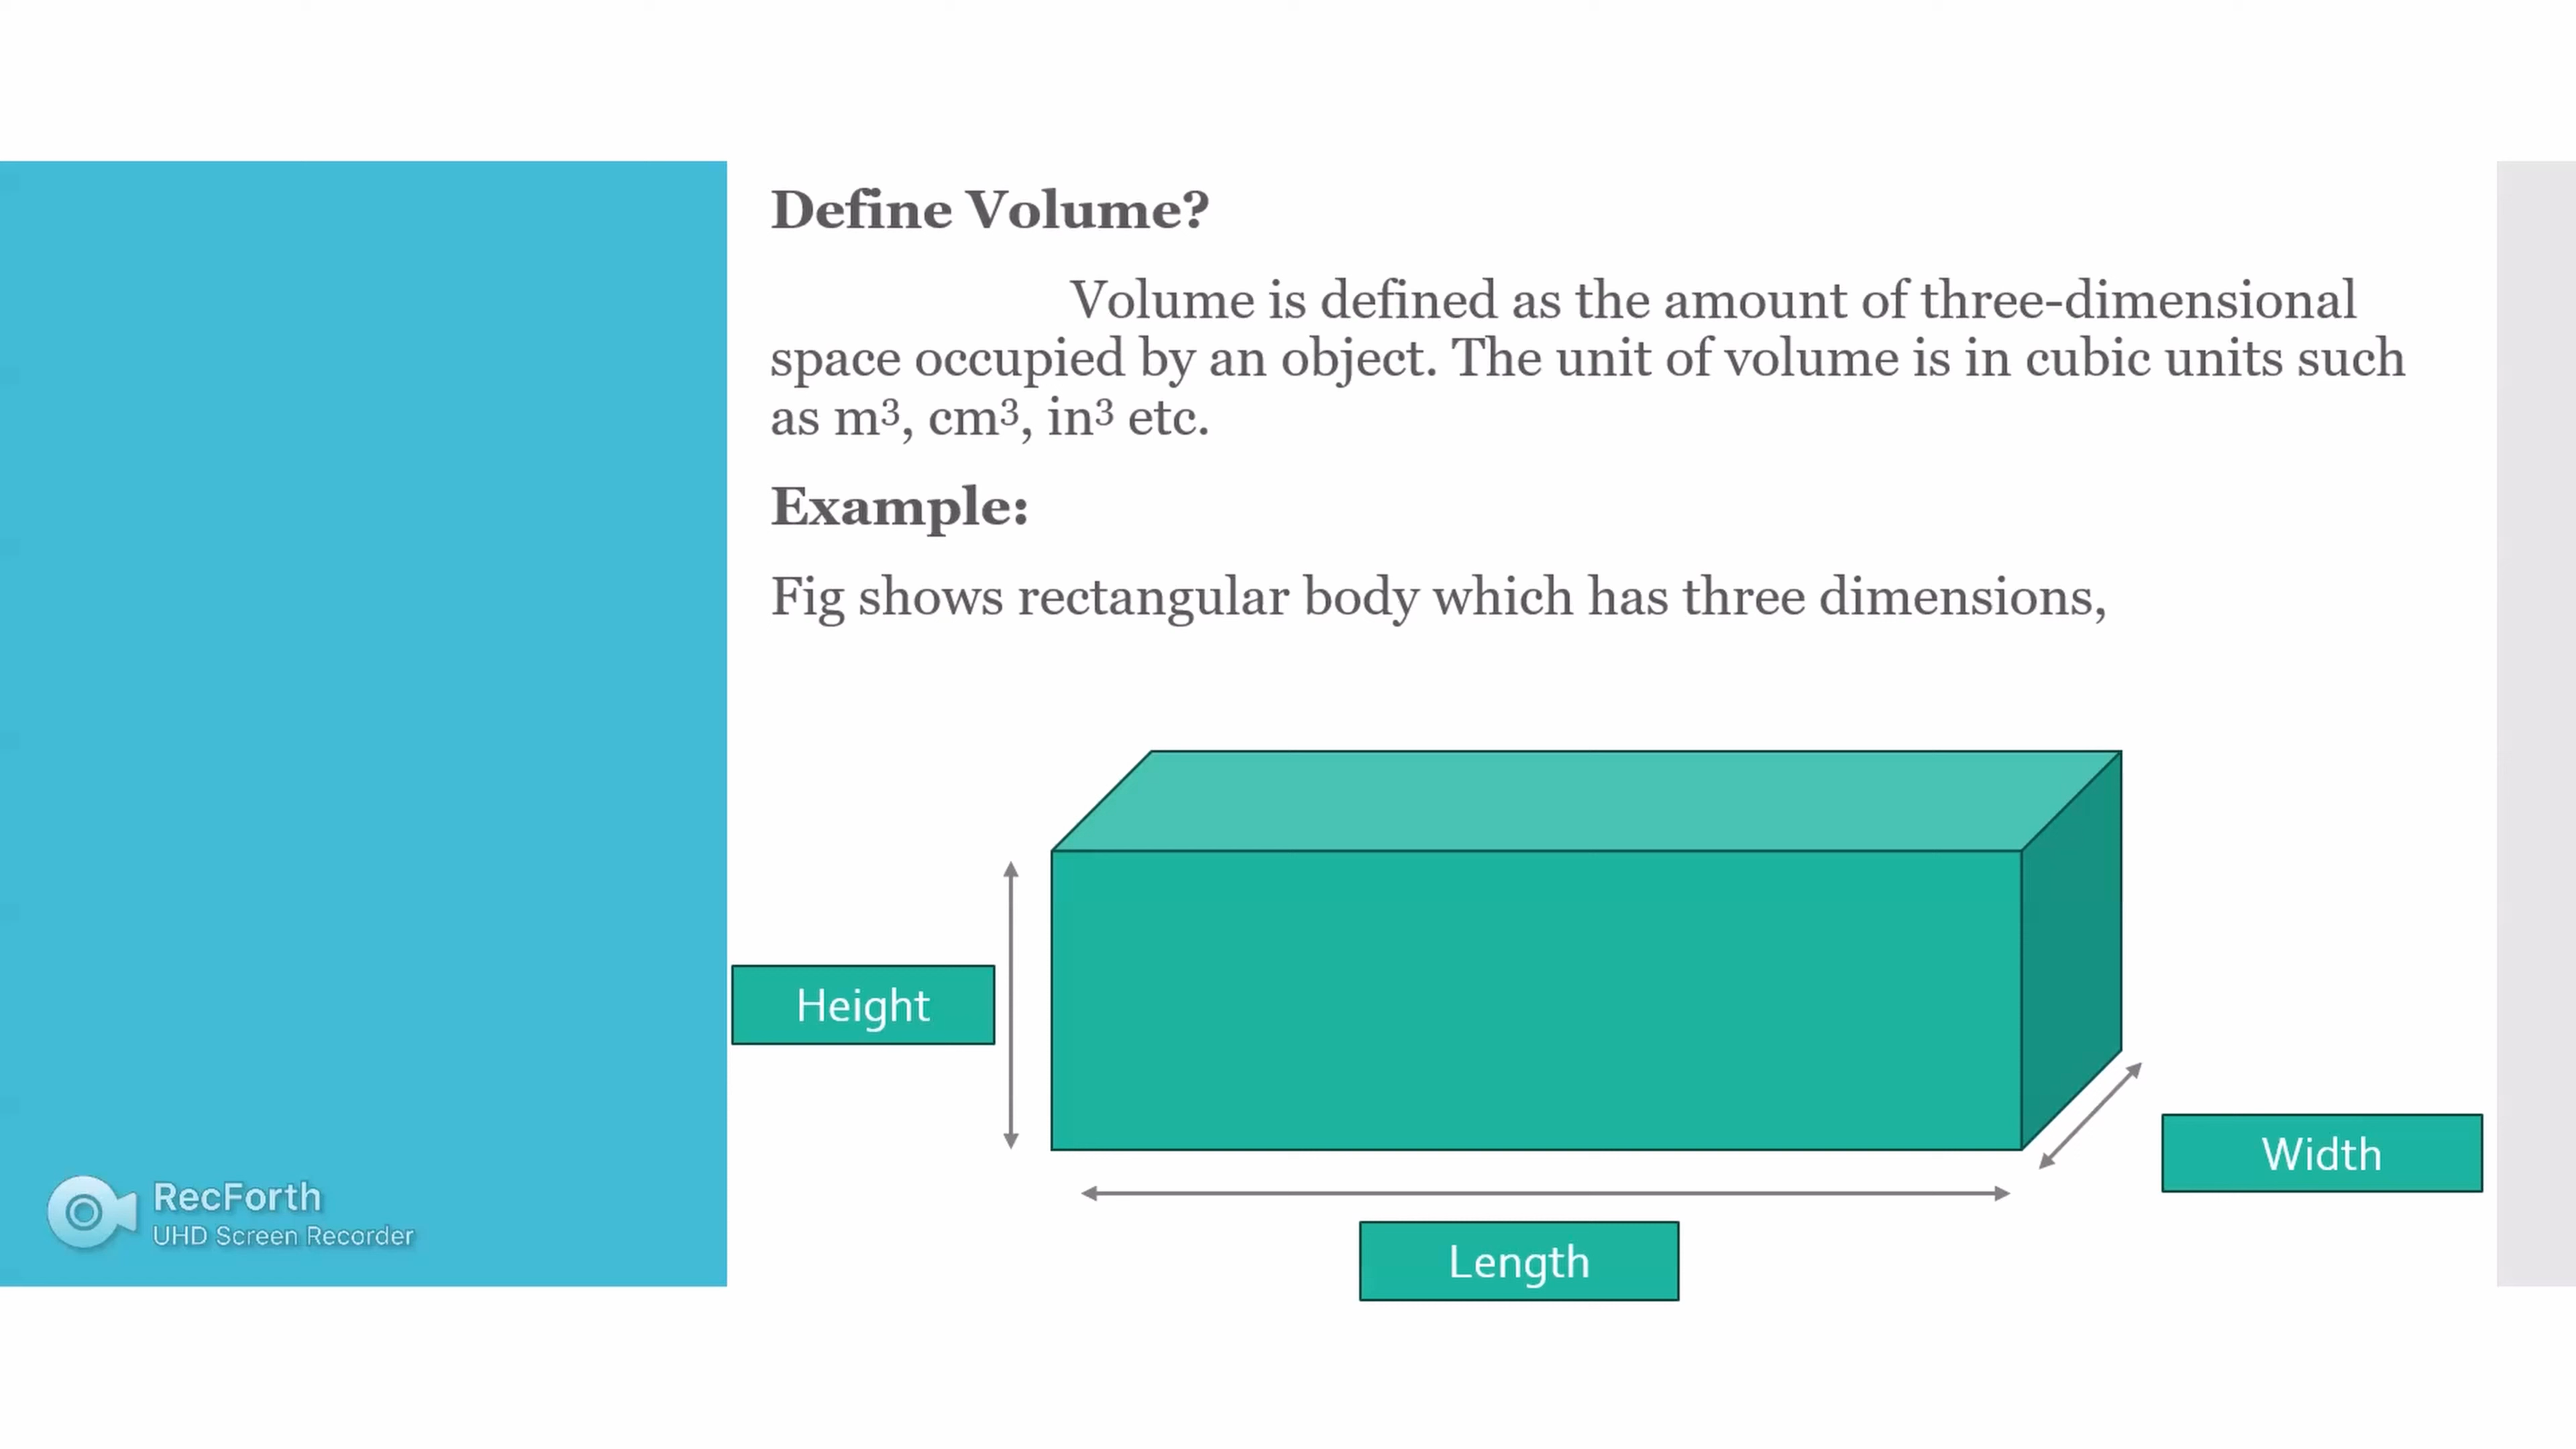 Define Volume?
Volume is defined as the amount of three-dimensional
space occupied by an object. The unit of volume is in cubic units such
as m³, cm³, in³ etc.
Example:
Fig shows rectangular body which has three dimensions,
Height
Width
Length
RecForth
UHD Screen Recorder